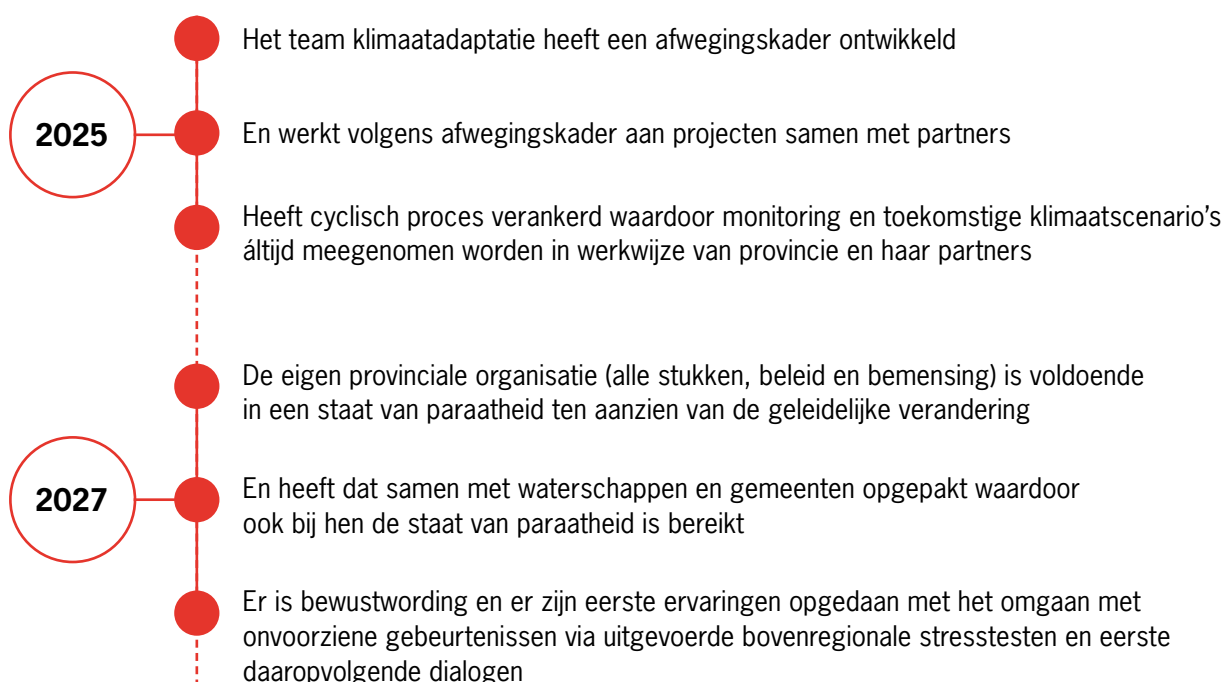 Het team klimaatadaptatie heeft een afwegingskader ontwikkeld
2025
En werkt volgens afwegingskader aan projecten samen met partners
Heeft cyclisch proces verankerd waardoor monitoring en toekomstige klimaatscenario's
áltijd meegenomen worden in werkwijze van provincie en haar partners
De eigen provinciale organisatie (alle stukken, beleid en bemensing) is voldoende
in een staat van paraatheid ten aanzien van de geleidelijke verandering
2027
En heeft dat samen met waterschappen en gemeenten opgepakt waardoor
ook bij hen de staat van paraatheid is bereikt
Er is bewustwording en er zijn eerste ervaringen opgedaan met het omgaan met
onvoorziene gebeurtenissen via uitgevoerde bovenregionale stresstesten en eerste
daaropvolgende dialogen